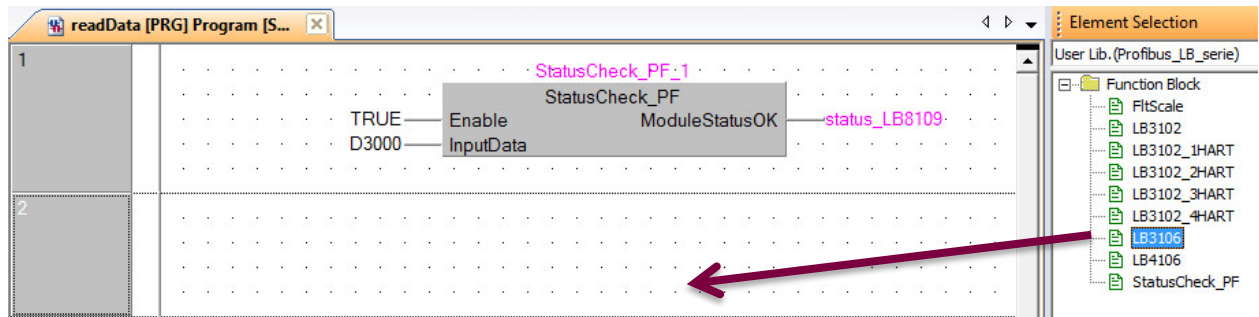 readData [PRG] Program [S...
Element Selection
User Lib.(Profibus_LB_serie)
1
StatusCheck_PF_1
StatusCheck_PF
TRUE Enable ModuleStatusOK status_LB8109
D3000 InputData
2
Function Block
FltScale
LB3102
LB3102_1HART
LB3102_2HART
LB3102_3HART
LB3102_4HART
LB3106
LB4106
StatusCheck_PF